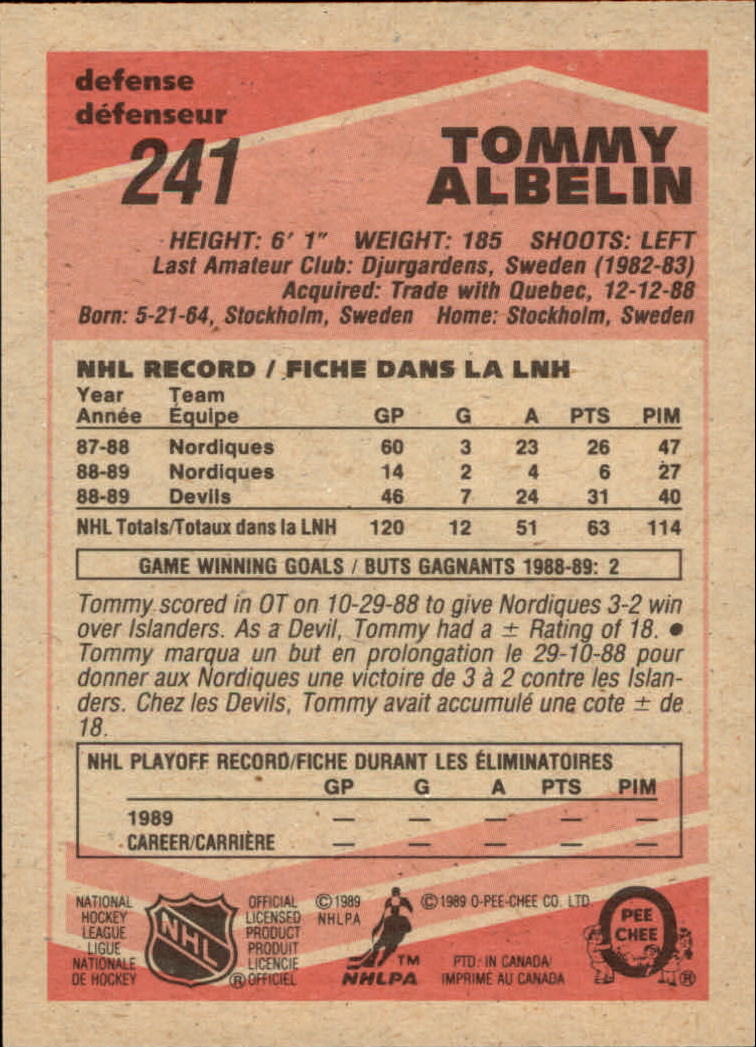 defense
défenseur
241
TOMMY
ALBELIN
HEIGHT: 6' 1" WEIGHT: 185 SHOOTS: LEFT
Last Amateur Club: Djurgardens, Sweden (1982-83)
Acquired: Trade with Quebec, 12-12-88
Born: 5-21-64, Stockholm, Sweden Home: Stockholm, Sweden
NHL RECORD / FICHE DANS LA LNH
Year Team
Année Équipe GP G A PTS PIM
87-88 Nordiques 60 3 23 26 47
88-89 Nordiques 14 2 4 6 27
88-89 Devils 46 7 24 31 40
NHL Totals/Totaux dans la LNH 120 12 51 63 114
GAME WINNING GOALS / BUTS GAGNANTS 1988-89: 2
Tommy scored in OT on 10-29-88 to give Nordiques 3-2 win
over Islanders. As a Devil, Tommy had a ± Rating of 18. ●
Tommy marqua un but en prolongation le 29-10-88 pour
donner aux Nordiques une victoire de 3 à 2 contre les Islan-
ders. Chez les Devils, Tommy avait accumulé une cote ± de
18.
NHL PLAYOFF RECORD/FICHE DURANT LES ÉLIMINATOIRES
GP G A PTS PIM
1989 — — — — —
CAREER/CARRIÈRE — — — — —
NATIONAL
HOCKEY
LEAGUE
LIGUE
NATIONALE
DE HOCKEY
NHL
®
OFFICIAL
LICENSED
PRODUCT
PRODUIT
LICENCIE
OFFICIEL
© 1989
NHLPA
TM
NHLPA
© 1989 O-PEE-CHEE CO. LTD.
PTD. IN CANADA/
IMPRIME AU CANADA
O
PEE
CHEE
®